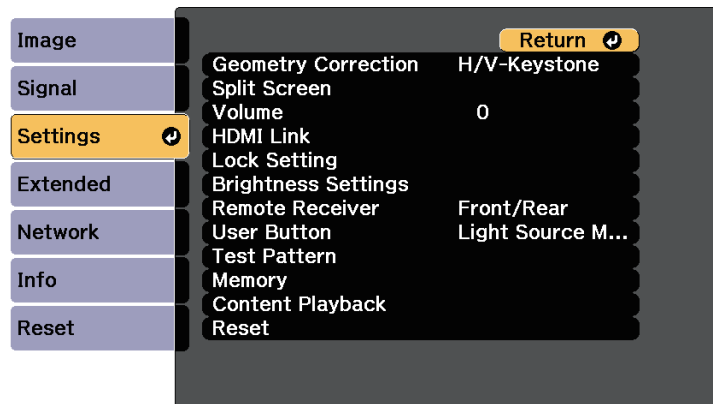 Image
Signal
Settings
Extended
Network
Info
Reset
Return
Geometry Correction H/V-Keystone
Split Screen
Volume 0
HDMI Link
Lock Setting
Brightness Settings
Remote Receiver Front/Rear
User Button Light Source M...
Test Pattern
Memory
Content Playback
Reset